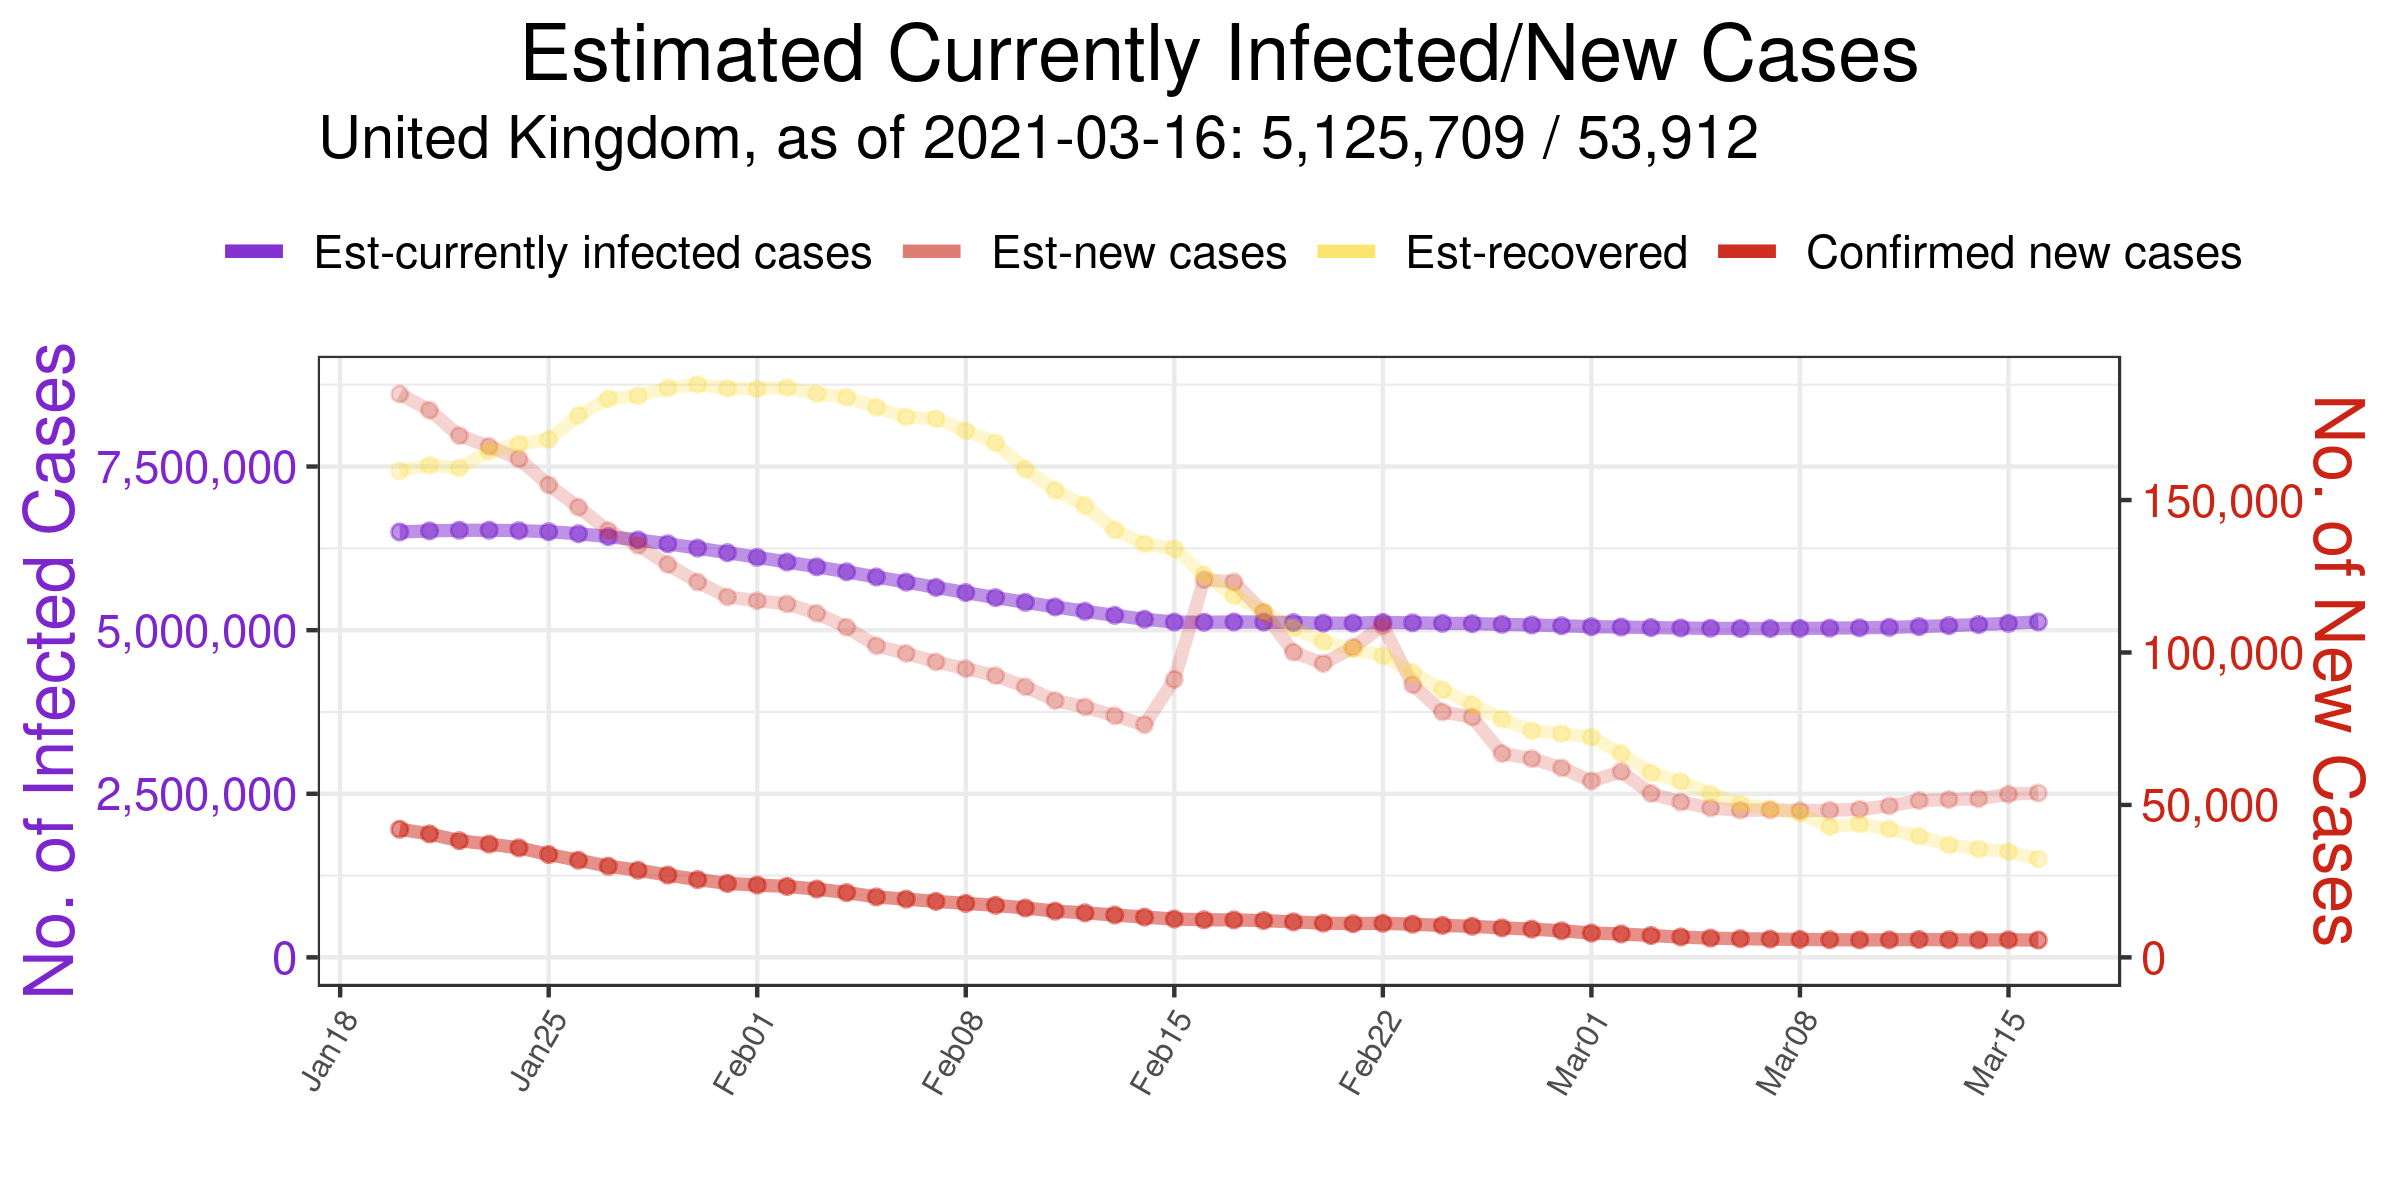 Estimated Currently Infected/New Cases
United Kingdom, as of 2021-03-16: 5,125,709 / 53,912
Est-currently infected cases Est-new cases Est-recovered Confirmed new cases
No. of Infected Cases
7,500,000
5,000,000
2,500,000
0
150,000
100,000
50,000
0
No. of New Cases
Jan18 Jan25 Feb01 Feb08 Feb15 Feb22 Mar01 Mar08 Mar15